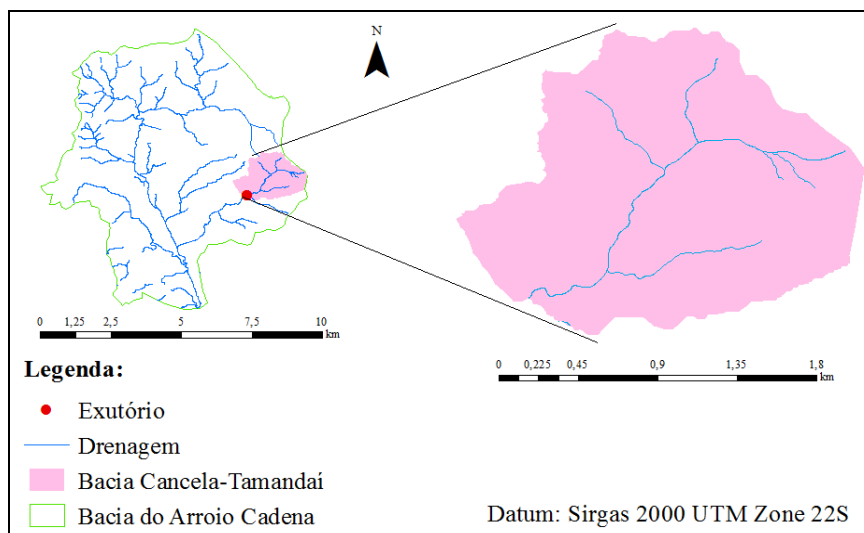 N
0 1,25 2,5 5 7,5 10
km
0 0,225 0,45 0,9 1,35 1,8
km
Legenda:
Exutório
Drenagem
Bacia Cancela-Tamandaí
Bacia do Arroio Cadena
Datum: Sirgas 2000 UTM Zone 22S